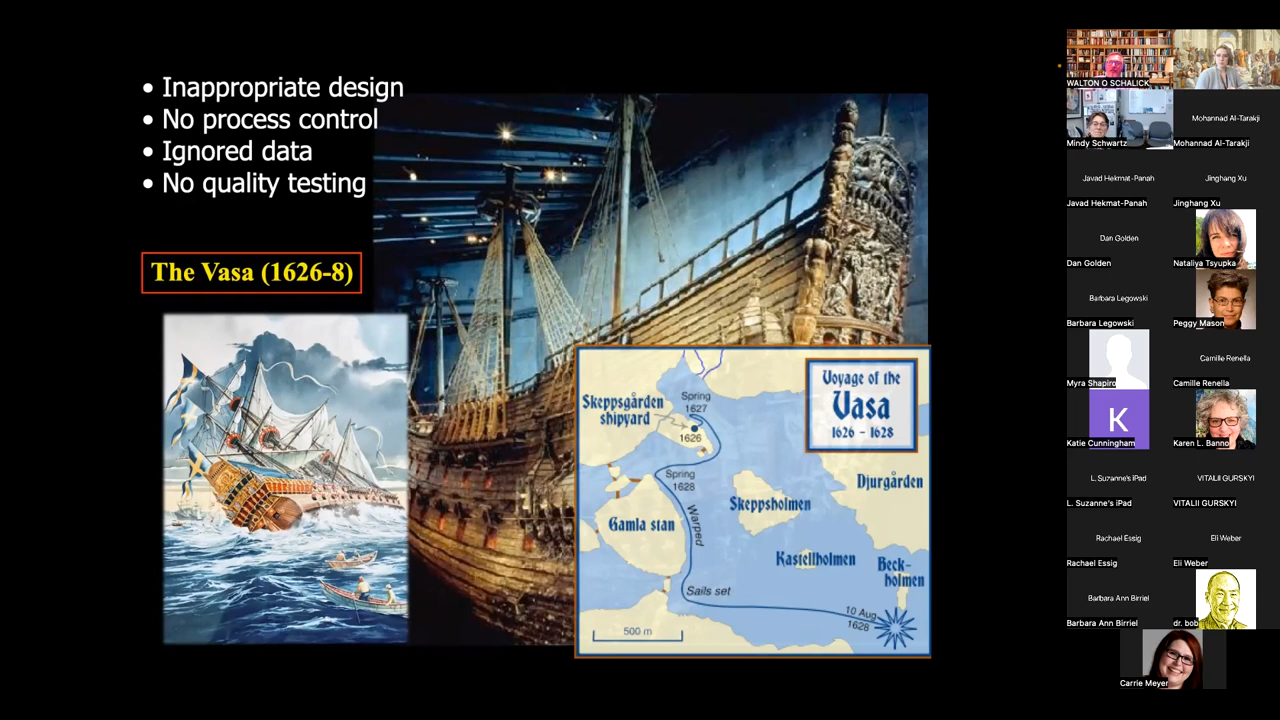 • Inappropriate design
• No process control
• Ignored data
• No quality testing
The Vasa (1626-8)
Voyage of the
Vasa
1626 - 1628
Skeppsgården
shipyard
Spring
1627
1626
Spring
1628
Warped
Gamla stan
Skeppsholmen
Djurgården
Kastellholmen
Beck-
holmen
Sails set
10 Aug
1628
500 m
WALTON O SCHALICK
Mindy Schwartz
Mohannad Al-Tarakji
Mohannad Al-Tarakji
Javad Hekmat-Panah
Javad Hekmat-Panah
Jinghang Xu
Jinghang Xu
Dan Golden
Dan Golden
Nataliya Tsyupka
Barbara Legowski
Barbara Legowski
Peggy Mason
Myra Shapiro
Camille Renella
Camille Renella
K
Katie Cunningham
Karen L. Banno
L. Suzanne's iPad
L. Suzanne's iPad
VITALII GURSKYI
VITALII GURSKYI
Rachael Essig
Rachael Essig
Eli Weber
Eli Weber
Barbara Ann Birriel
Barbara Ann Birriel
dr. bob
Carrie Meyer